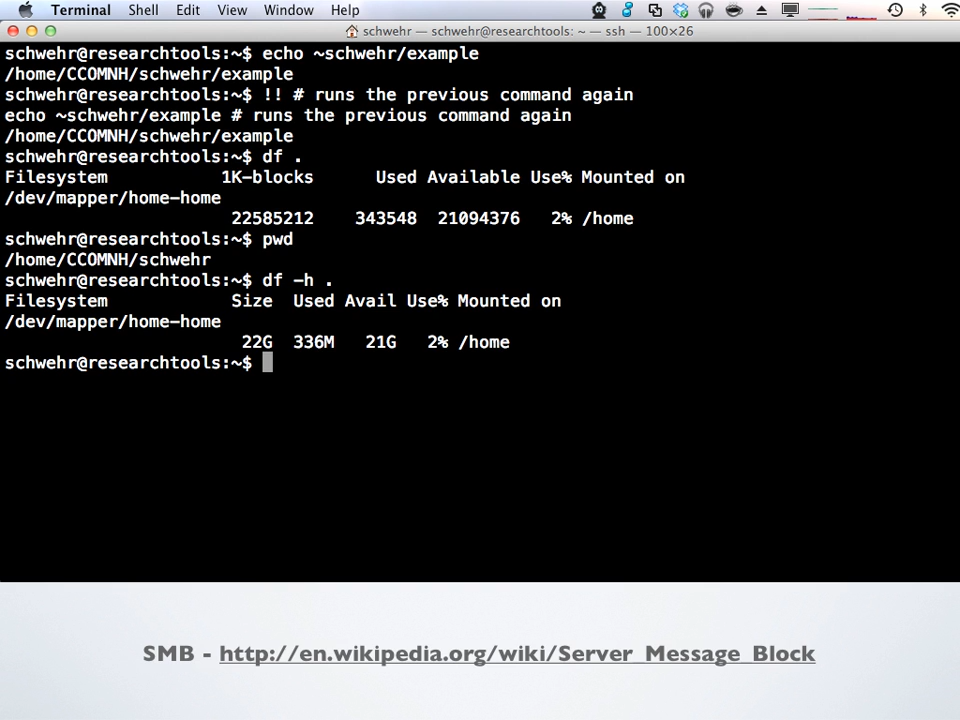 Terminal Shell Edit View Window Help
schwehr — schwehr@researchtools: ~ — ssh — 100×26
schwehr@researchtools:~$ echo ~schwehr/example
/home/CCOMNH/schwehr/example
schwehr@researchtools:~$ !! # runs the previous command again
echo ~schwehr/example # runs the previous command again
/home/CCOMNH/schwehr/example
schwehr@researchtools:~$ df .
Filesystem 1K-blocks Used Available Use% Mounted on
/dev/mapper/home-home
22585212 343548 21094376 2% /home
schwehr@researchtools:~$ pwd
/home/CCOMNH/schwehr
schwehr@researchtools:~$ df -h .
Filesystem Size Used Avail Use% Mounted on
/dev/mapper/home-home
22G 336M 21G 2% /home
schwehr@researchtools:~$
SMB - http://en.wikipedia.org/wiki/Server_Message_Block